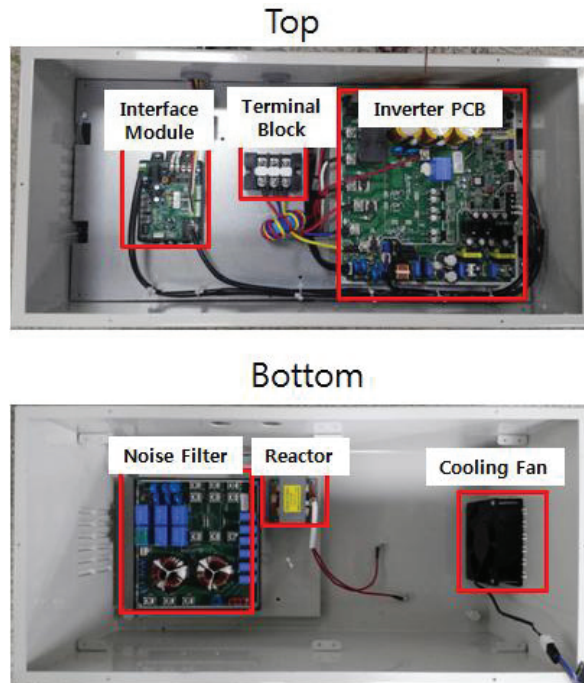 Top
Interface
Module
Terminal
Block
Inverter PCB
Bottom
Noise Filter
Reactor
Cooling Fan